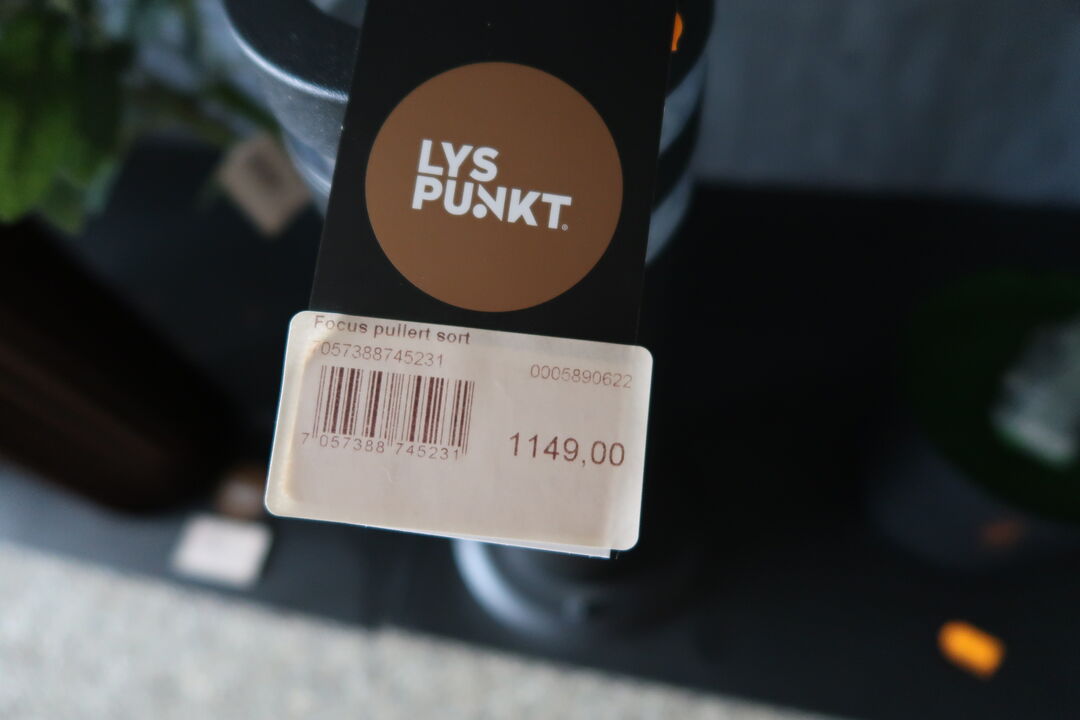 LYS
PUNKT®
Focus pullert sort
7057388745231
0005890622
7 057388 745231
1149,00